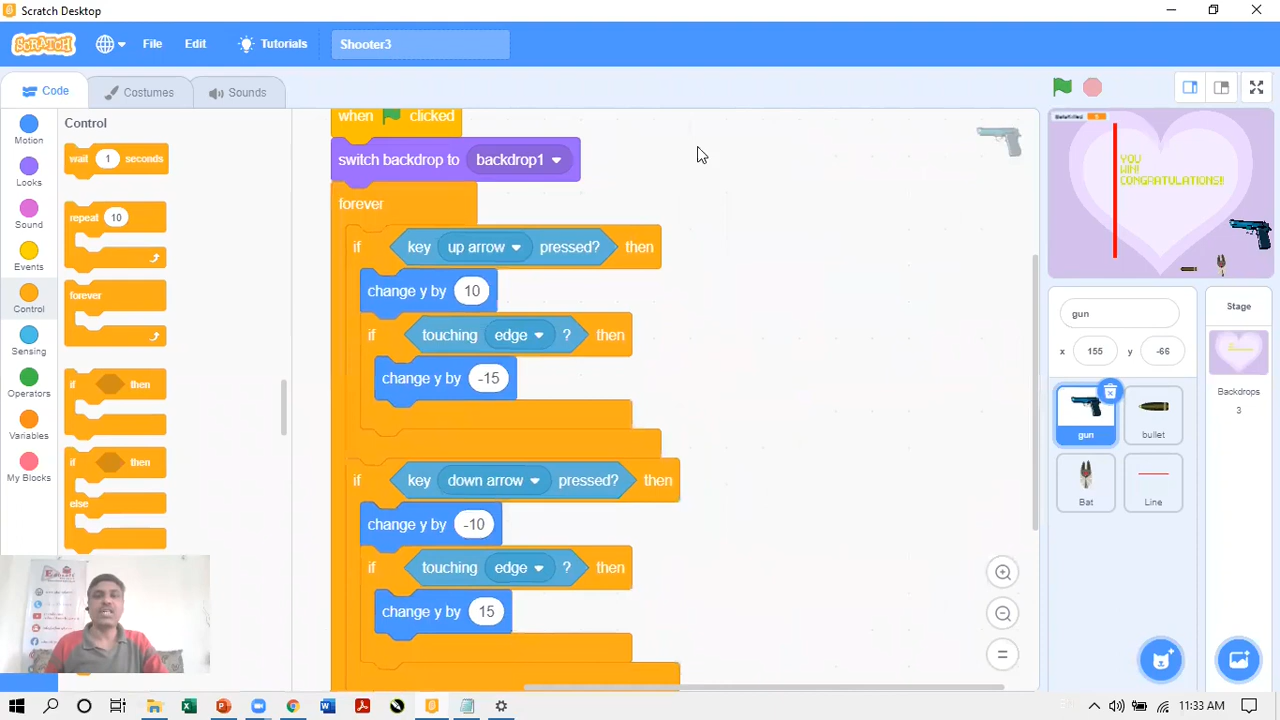 Scratch Desktop
SCRATCH
File
Edit
Tutorials
Shooter3
Code
Costumes
Sounds
Motion
Looks
Sound
Events
Control
Sensing
Operators
Variables
My Blocks
Control
wait 1 seconds
repeat 10
forever
if then
if then
else
when clicked
switch backdrop to backdrop1
forever
if key up arrow pressed? then
change y by 10
if touching edge ? then
change y by -15
if key down arrow pressed? then
change y by -10
if touching edge ? then
change y by 15
YOU
WIN!
CONGRATULATIONS!!
gun
x 155 y -66
gun
bullet
Bat
Line
Stage
Backdrops
3
11:33 AM